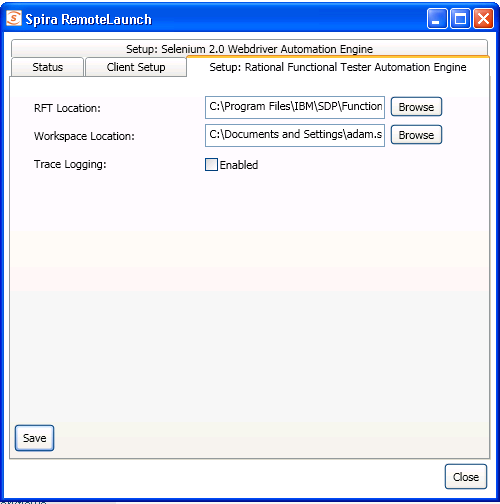 Spira RemoteLaunch
Setup: Selenium 2.0 Webdriver Automation Engine
Status Client Setup Setup: Rational Functional Tester Automation Engine
RFT Location: C:\Program Files\IBM\SDP\Function Browse
Workspace Location: C:\Documents and Settings\adam.s Browse
Trace Logging: Enabled
Save
Close